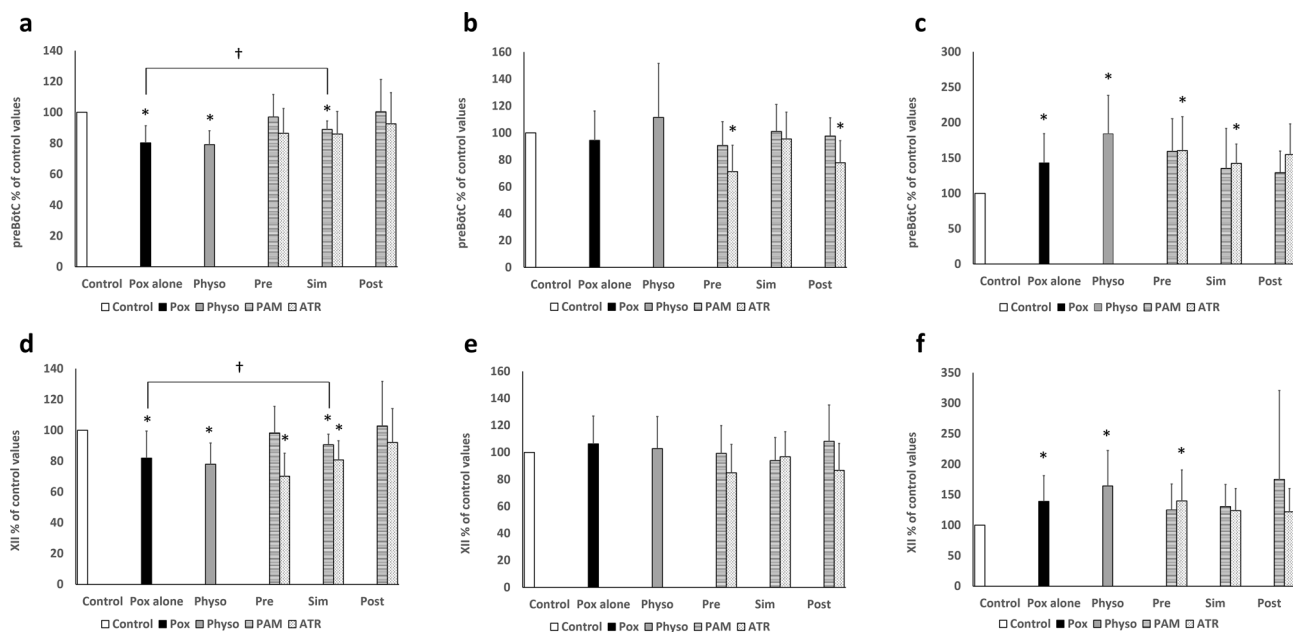 a
†
140
120
100
80
60
40
20
0
preBötC % of control values
* * *
Control Pox alone Physo Pre Sim Post
Control Pox Physo PAM ATR
b
160
140
120
100
80
60
40
20
0
preBötC % of control values
* *
Control Pox alone Physo Pre Sim Post
Control Pox Physo PAM ATR
c
300
250
200
150
100
50
0
preBötC % of control values
* * * *
Control Pox alone Physo Pre Sim Post
Control Pox Physo PAM ATR
d
†
140
120
100
80
60
40
20
0
XII % of control values
* * * * *
Control Pox alone Physo Pre Sim Post
Control Pox Physo PAM ATR
e
160
140
120
100
80
60
40
20
0
XII % of control values
Control Pox alone Physo Pre Sim Post
Control Pox Physo PAM ATR
f
350
300
250
200
150
100
50
0
XII % of control values
* * *
Control Pox alone Physo Pre Sim Post
Control Pox Physo PAM ATR